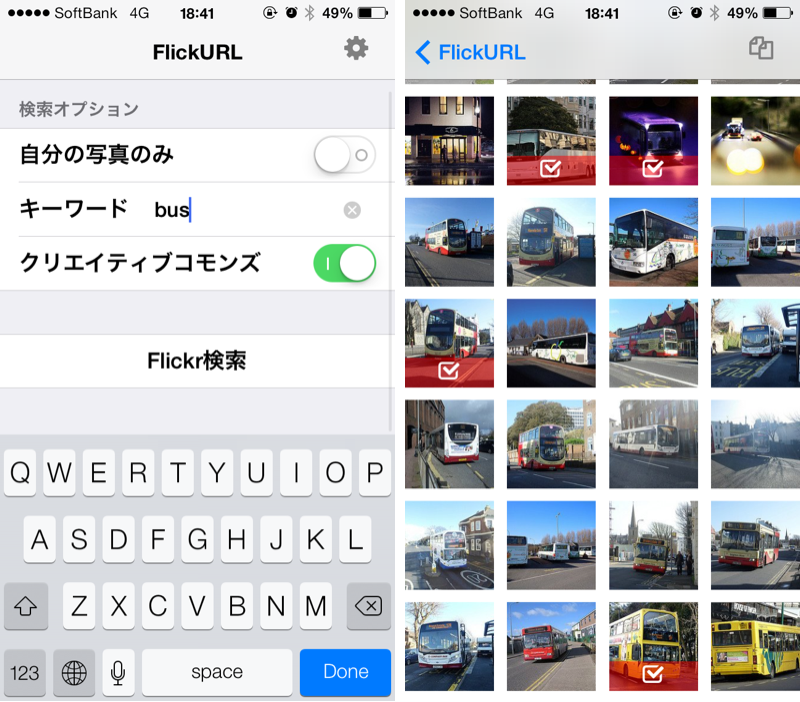 SoftBank 4G 18:41 49%
FlickURL
検索オプション
自分の写真のみ
キーワード bus
クリエイティブコモンズ
Flickr検索
Q W E R T Y U I O P
A S D F G H J K L
Z X C V B N M
123 space Done
SoftBank 4G 18:41 49%
FlickURL